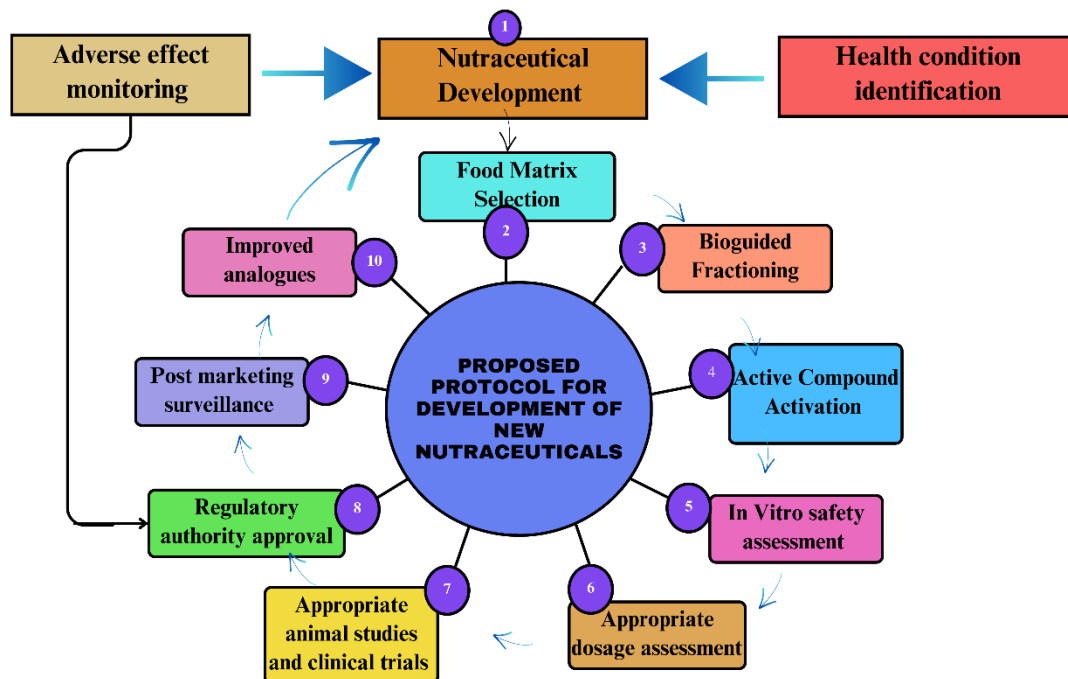 1
Adverse effect
monitoring
Nutraceutical
Development
Health condition
identification
Food Matrix
Selection
2
3
Bioguided
Fractioning
4
Active Compound
Activation
5
In Vitro safety
assessment
6
Appropriate
dosage assessment
7
Appropriate
animal studies
and clinical trials
8
Regulatory
authority approval
9
Post marketing
surveillance
10
Improved
analogues
PROPOSED
PROTOCOL FOR
DEVELOPMENT OF
NEW
NUTRACEUTICALS